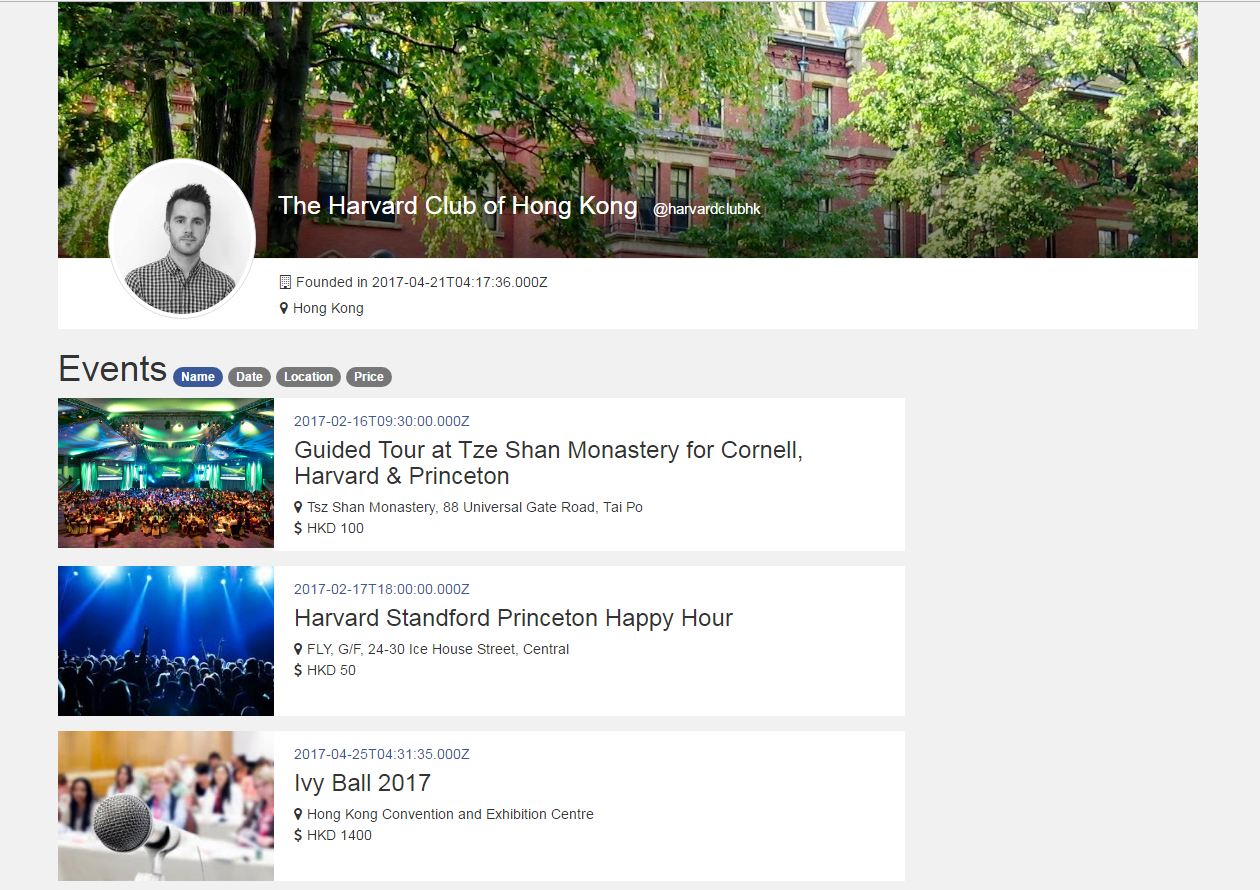 The Harvard Club of Hong Kong @harvardclubhk
Founded in 2017-04-21T04:17:36.000Z
Hong Kong
Events Name Date Location Price
2017-02-16T09:30:00.000Z
Guided Tour at Tze Shan Monastery for Cornell,
Harvard & Princeton
Tsz Shan Monastery, 88 Universal Gate Road, Tai Po
$ HKD 100
2017-02-17T18:00:00.000Z
Harvard Standford Princeton Happy Hour
FLY, G/F, 24-30 Ice House Street, Central
$ HKD 50
2017-04-25T04:31:35.000Z
Ivy Ball 2017
Hong Kong Convention and Exhibition Centre
$ HKD 1400